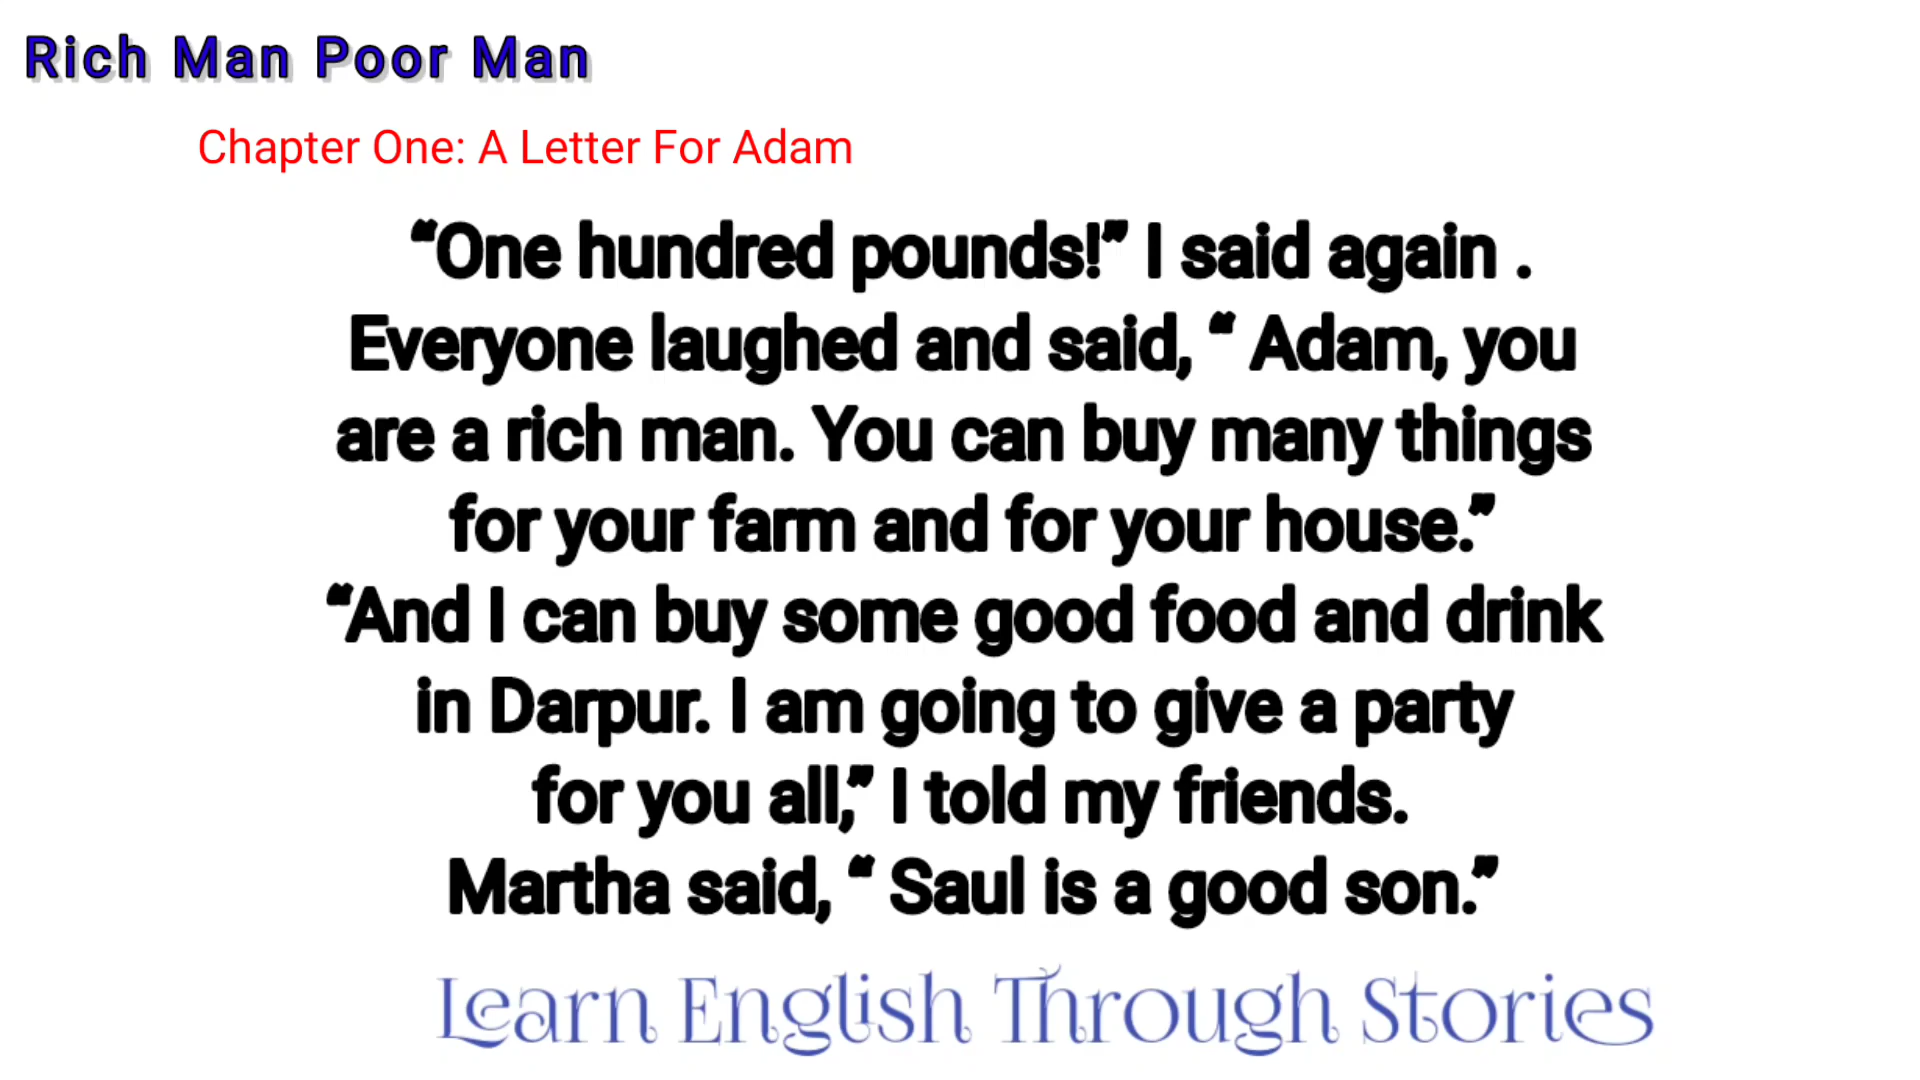 Rich Man Poor Man
Chapter One: A Letter For Adam
“One hundred pounds!” I said again .
Everyone laughed and said, “ Adam, you
are a rich man. You can buy many things
for your farm and for your house.”
“And I can buy some good food and drink
in Darpur. I am going to give a party
for you all,” I told my friends.
Martha said, “ Saul is a good son.”
Learn English Through Stories